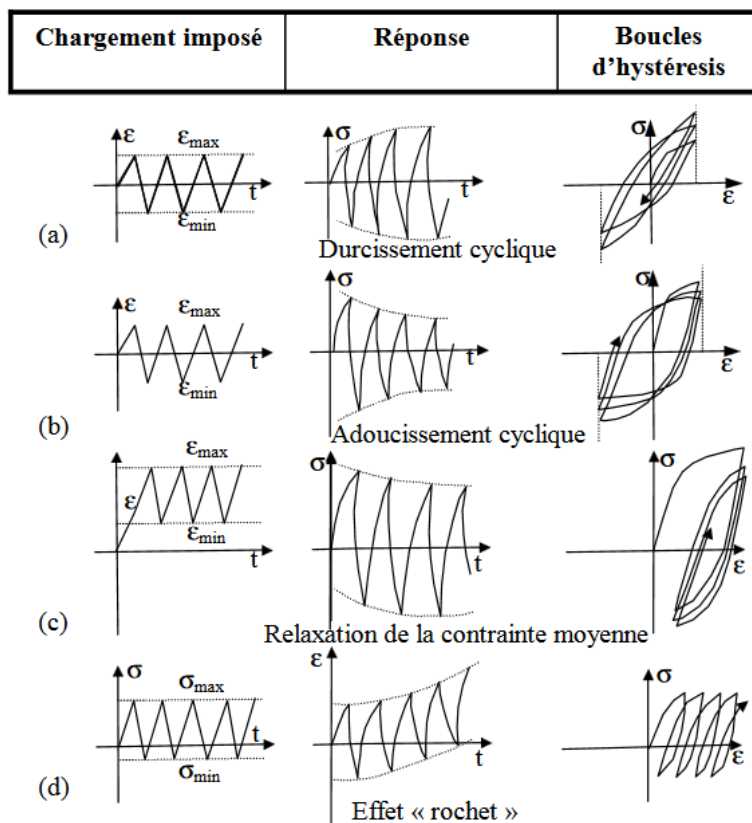 Chargement imposé
Réponse
Boucles
d’hystéresis
ε
εmax
t
εmin
σ
t
σ
ε
(a)
Durcissement cyclique
ε
εmax
t
εmin
σ
t
σ
ε
(b)
Adoucissement cyclique
εmax
ε
εmin
t
σ
t
σ
ε
(c)
Relaxation de la contrainte moyenne
σ
σmax
t
σmin
ε
t
σ
ε
(d)
Effet « rochet »